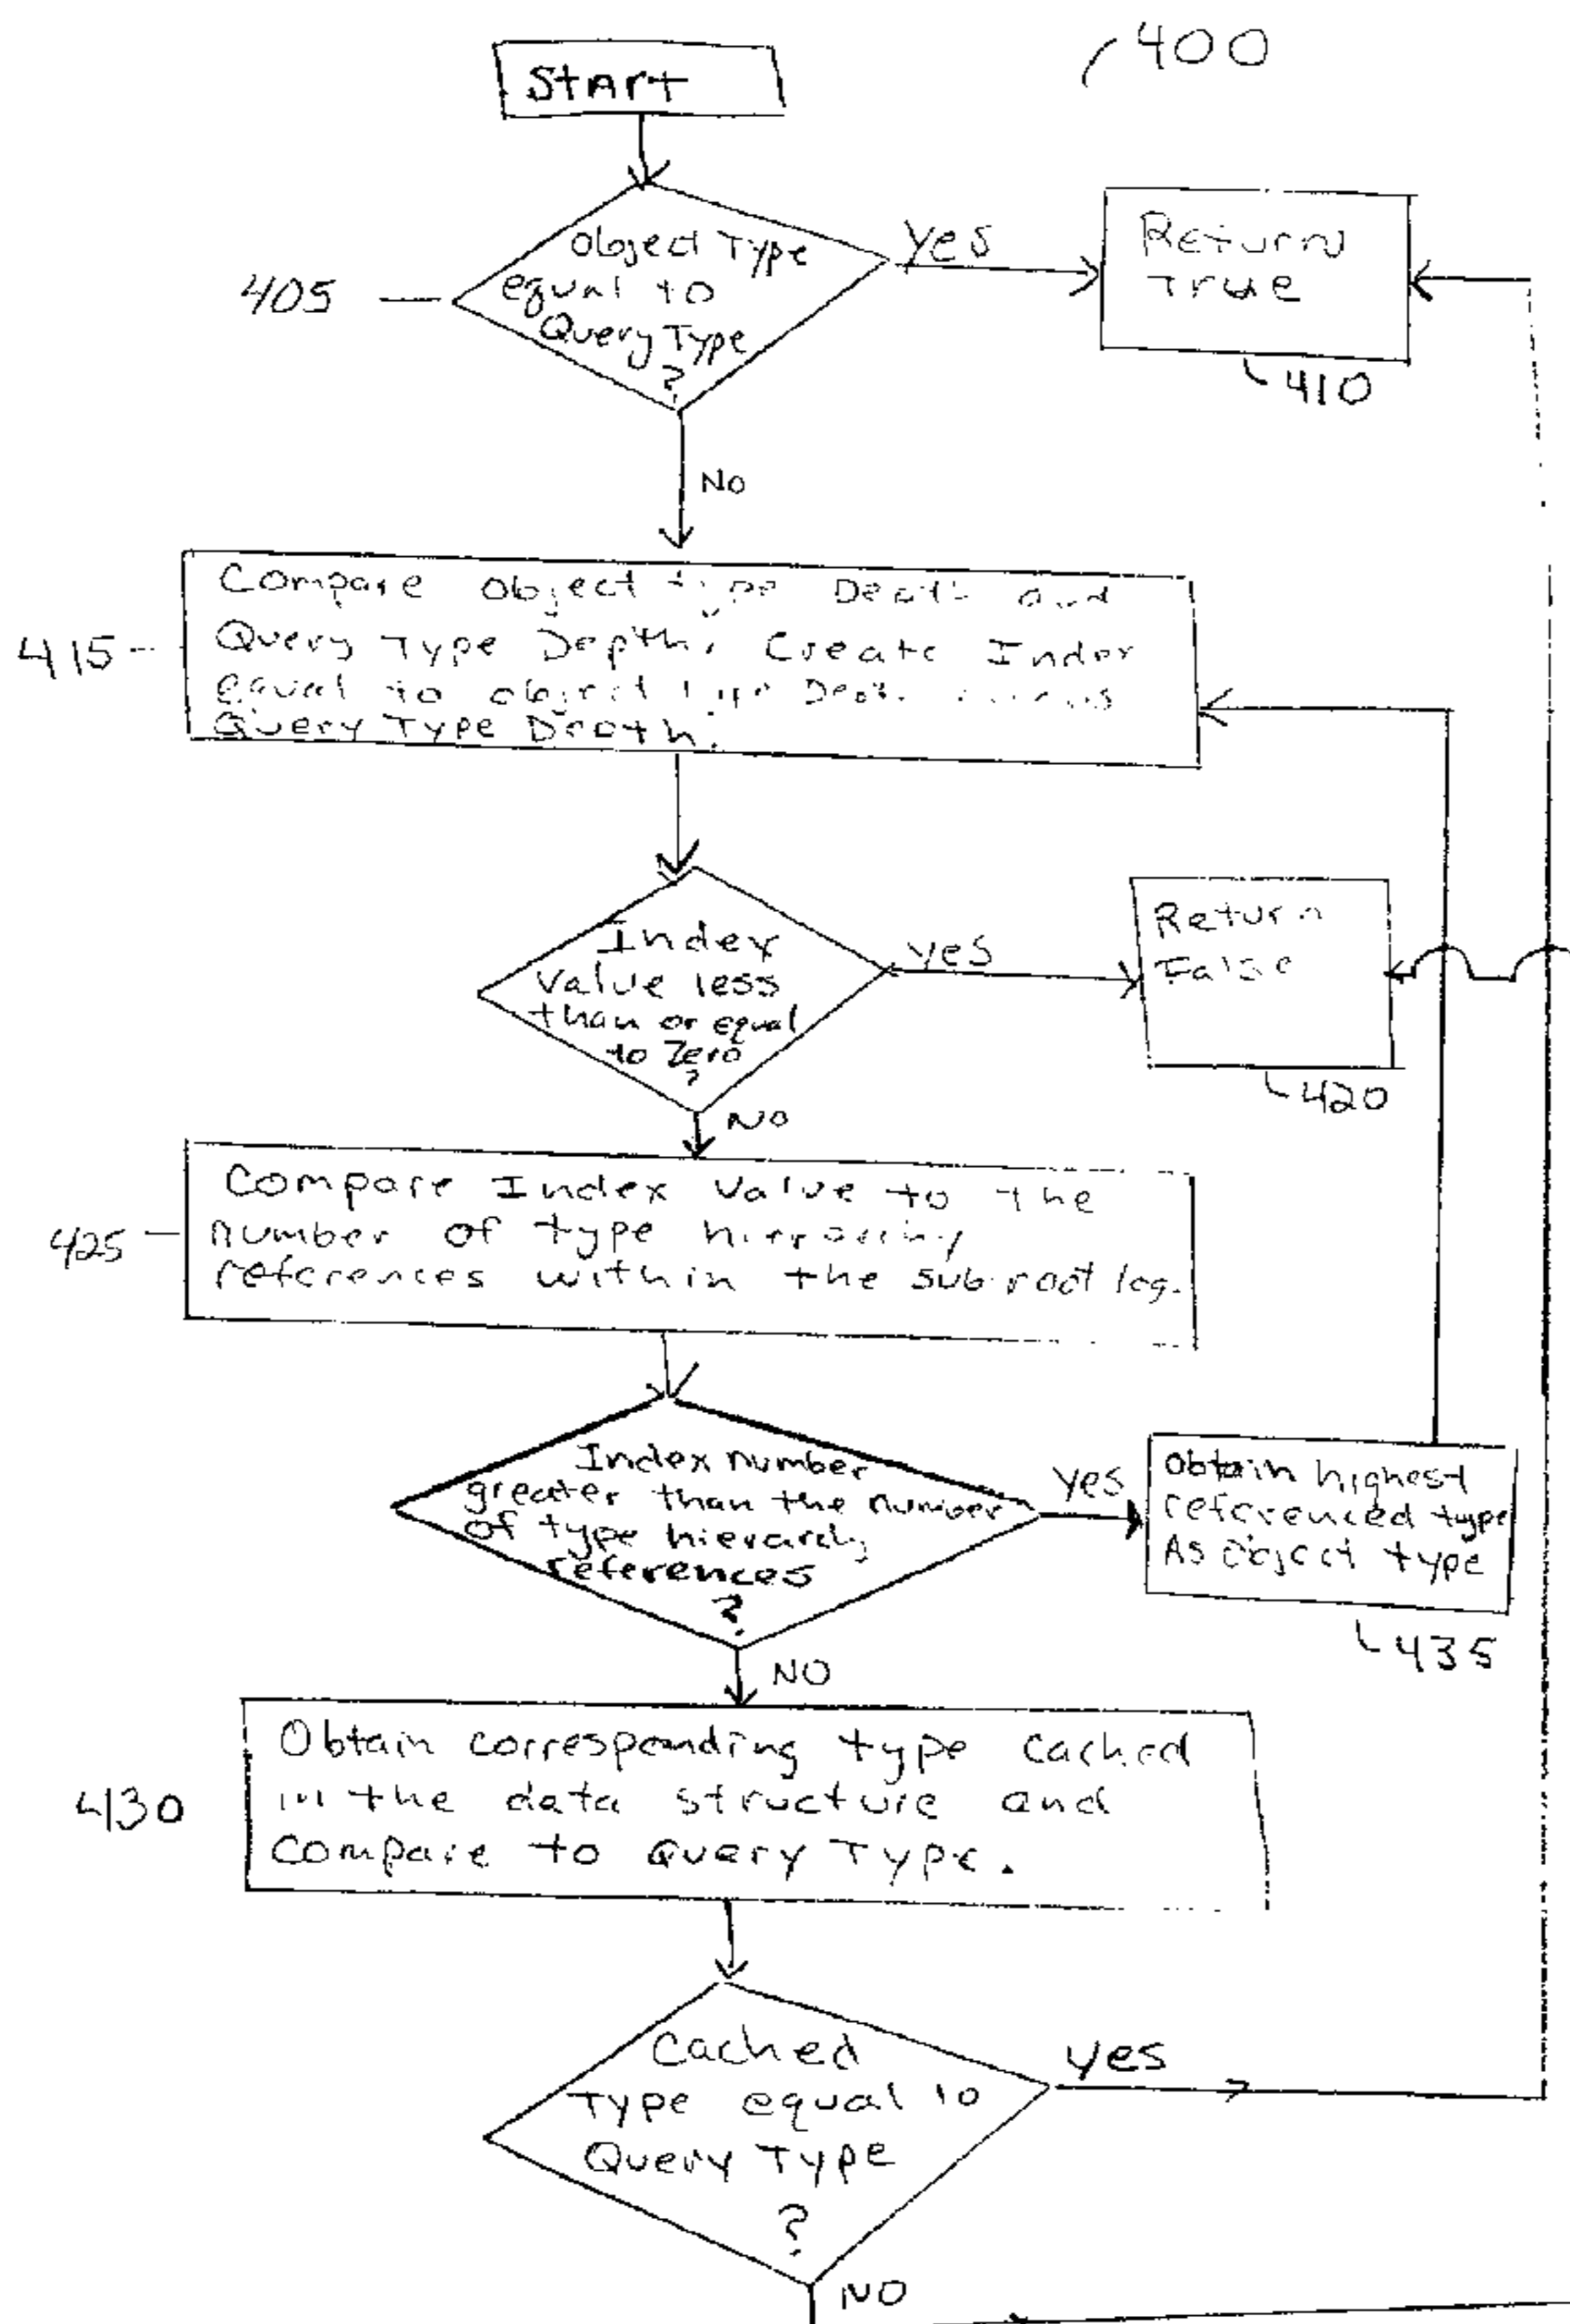 400
Start
Object Type
equal to
Query Type
?
405
Yes
Return
True
410
No
Compare object type Depth and
Query Type Depth. Create Index
equal to object type Depth minus
Query Type Depth.
415
Index
Value less
than or equal
to Zero
?
yes
Return
False
420
NO
Compare Index Value to the
number of type hierarchy
references within the sub-root leg.
425
Index number
greater than the number
of type hierarchy
references
?
yes
obtain highest
referenced type
As object type
435
NO
Obtain corresponding type cached
in the data structure and
Compare to Query Type.
430
Cached
Type equal to
Query Type
?
yes
NO